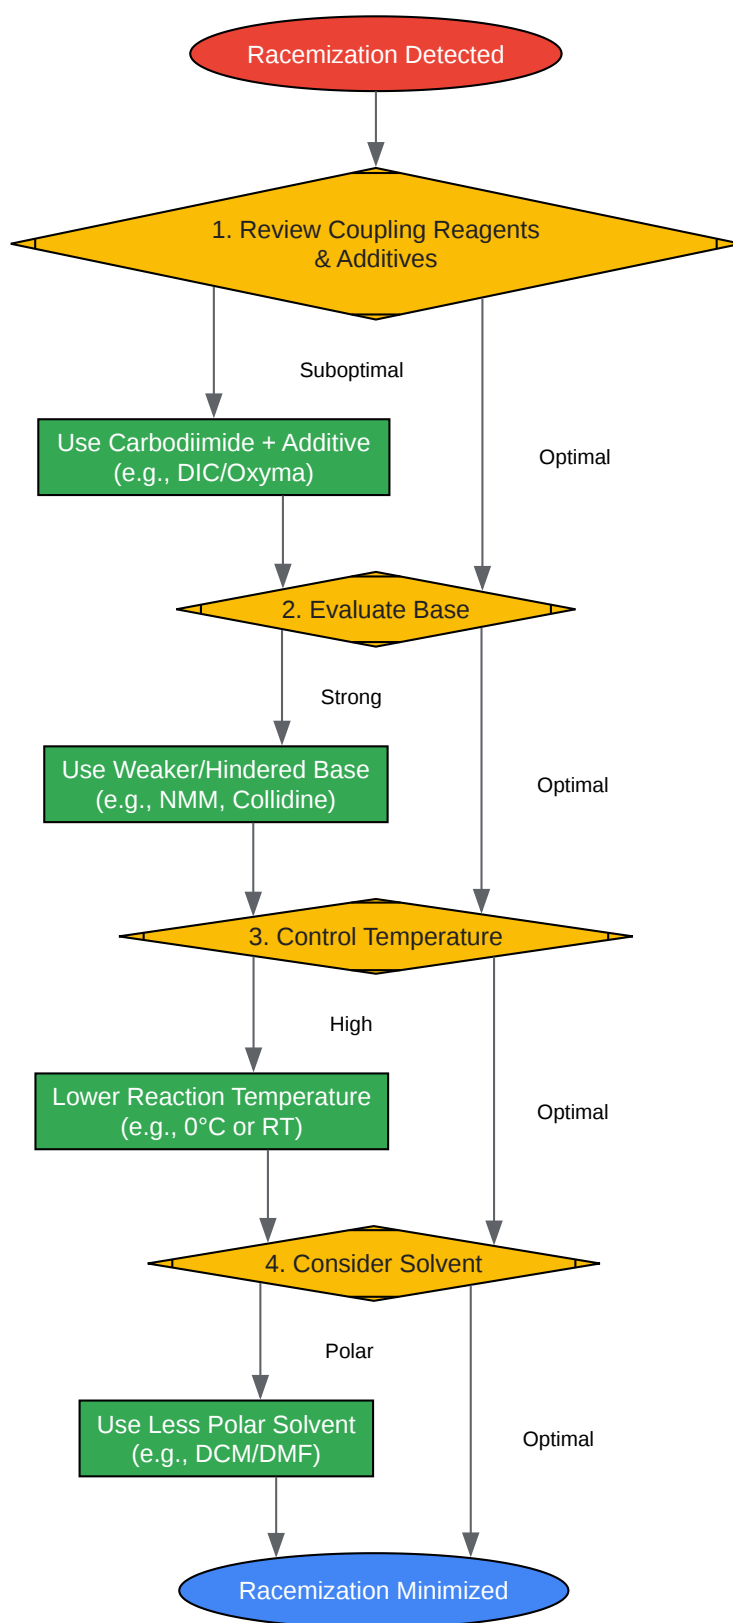 Racemization Detected
1. Review Coupling Reagents
& Additives
Suboptimal
Use Carbodiimide + Additive
(e.g., DIC/Oxyma)
Optimal
2. Evaluate Base
Strong
Use Weaker/Hindered Base
(e.g., NMM, Collidine)
Optimal
3. Control Temperature
High
Lower Reaction Temperature
(e.g., 0°C or RT)
Optimal
4. Consider Solvent
Polar
Use Less Polar Solvent
(e.g., DCM/DMF)
Optimal
Racemization Minimized